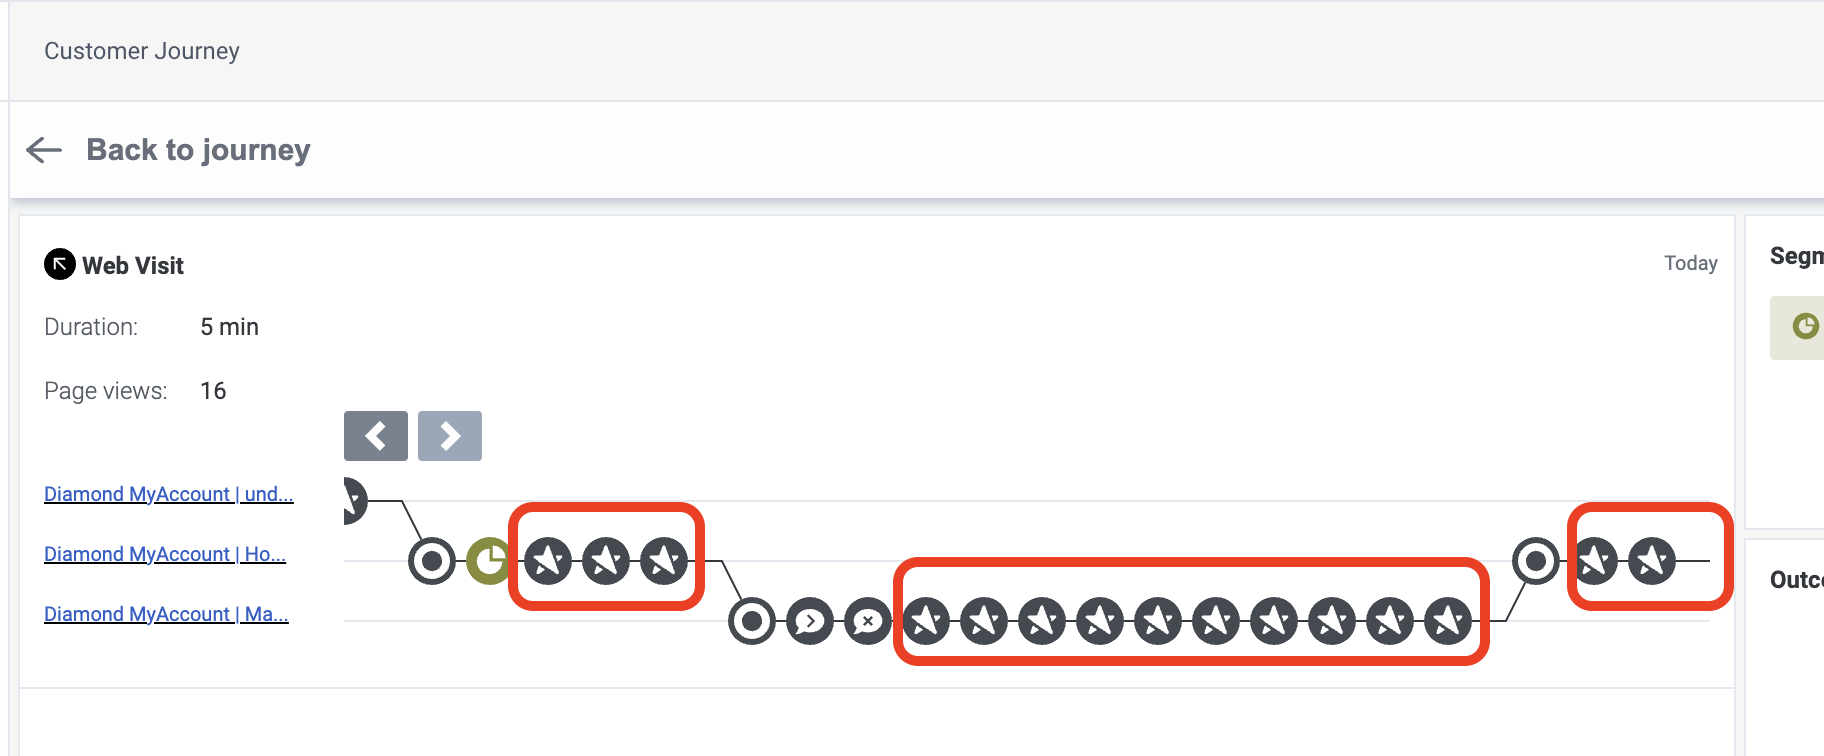 Customer Journey
Back to journey
Web Visit
Today
Duration: 5 min
Page views: 16
Diamond MyAccount | und...
Diamond MyAccount | Ho...
Diamond MyAccount | Ma...
Segm
Outc